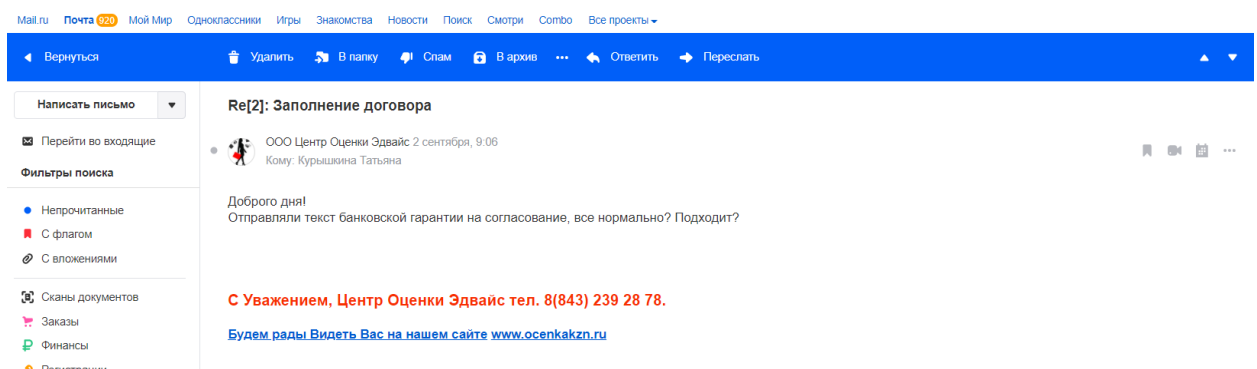 Mail.ru Почта 920 Мой Мир Одноклассники Игры Знакомства Новости Поиск Смотри Combo Все проекты
Вернуться Удалить В папку Спам В архив Ответить Переслать
Написать письмо
Re[2]: Заполнение договора
Перейти во входящие
ООО Центр Оценки Эдвайс 2 сентября, 9:06
Кому: Курышкина Татьяна
Фильтры поиска
Доброго дня!
Отправляли текст банковской гарантии на согласование, все нормально? Подходит?
Непрочитанные
С флагом
С вложениями
Сканы документов
Заказы
Финансы
С Уважением, Центр Оценки Эдвайс тел. 8(843) 239 28 78.
Будем рады Видеть Вас на нашем сайте www.ocenkakzn.ru